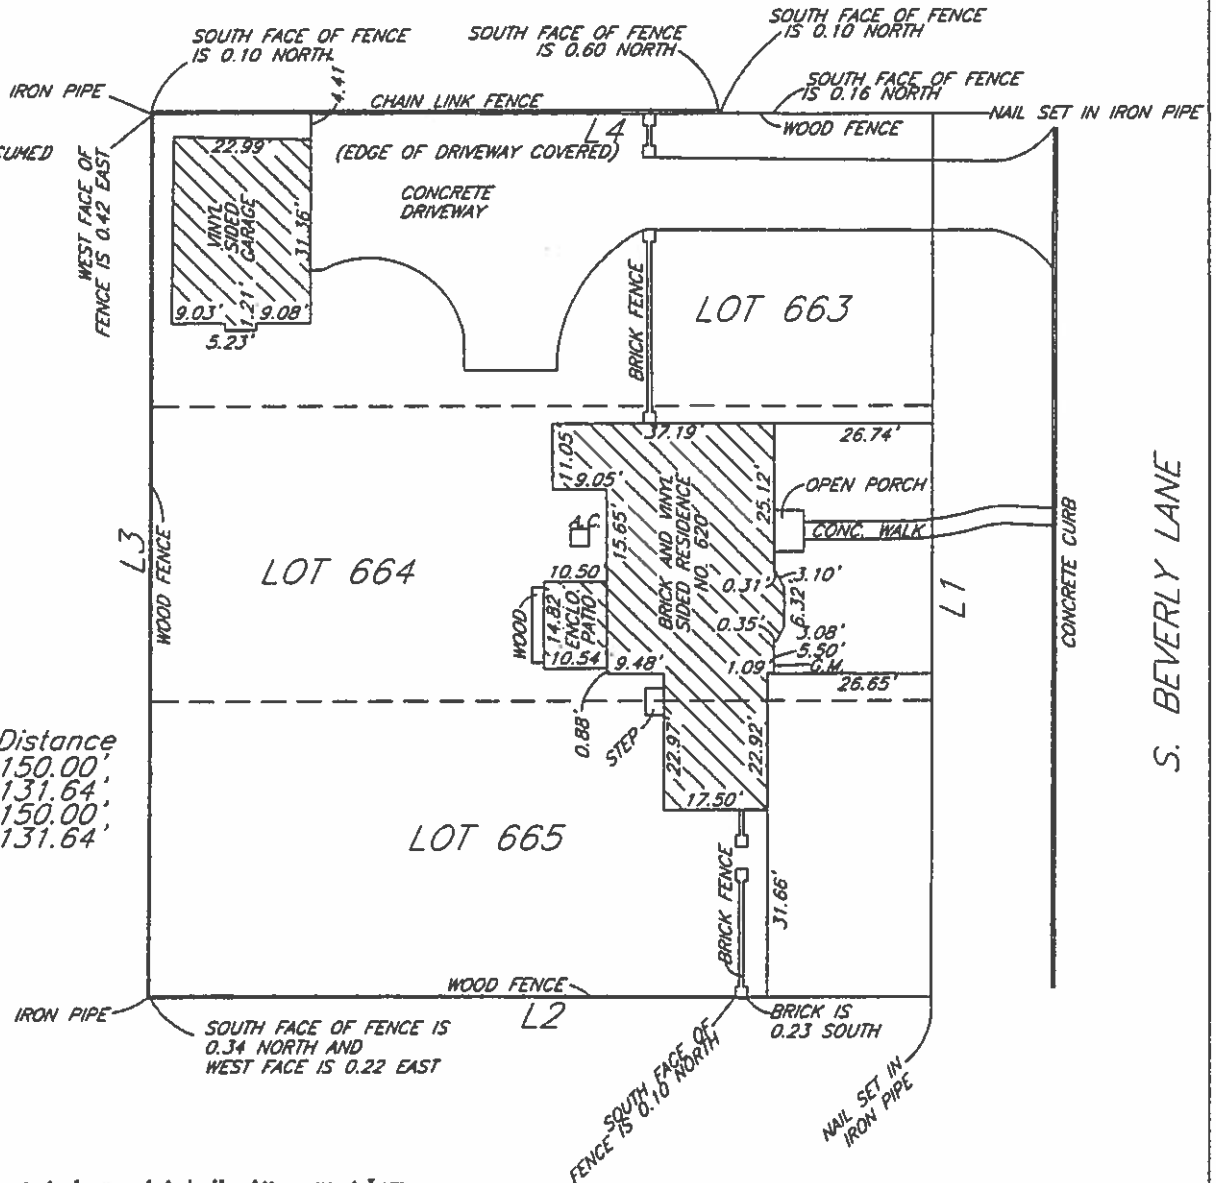 SOUTH FACE OF FENCE
IS 0.10 NORTH
SOUTH FACE OF FENCE
IS 0.60 NORTH
SOUTH FACE OF FENCE
IS 0.10 NORTH
SOUTH FACE OF FENCE
IS 0.16 NORTH
IRON PIPE
4.41
CHAIN LINK FENCE
L4
WOOD FENCE
NAIL SET IN IRON PIPE
WEST FACE OF
FENCE IS 0.42 EAST
22.99'
(EDGE OF DRIVEWAY COVERED)
CONCRETE
DRIVEWAY
VINYL
SIDED
GARAGE
31.36'
9.03'
1.21'
9.08'
5.23'
BRICK FENCE
LOT 663
37.19'
26.74'
11.05'
9.05'
25.12'
OPEN PORCH
A.C.
15.65'
BRICK AND VINYL
SIDED RESIDENCE
NO. 620
CONC. WALK
CONCRETE CURB
S. BEVERLY LANE
L3
WOOD FENCE
LOT 664
10.50'
0.31'
3.10'
6.32'
L1
WOOD
14.82
ENCLO.
PATIO
0.35'
3.08'
5.50'
10.54
9.48'
1.09'
G.M.
26.65'
0.88'
STEP
22.97'
22.92'
17.50'
Distance
150.00'
131.64'
150.00'
131.64'
LOT 665
BRICK FENCE
31.66'
WOOD FENCE
L2
IRON PIPE
SOUTH FACE OF FENCE IS
0.34 NORTH AND
WEST FACE IS 0.22 EAST
BRICK IS
0.23 SOUTH
SOUTH FACE OF
FENCE IS 0.10 NORTH
NAIL SET IN
IRON PIPE